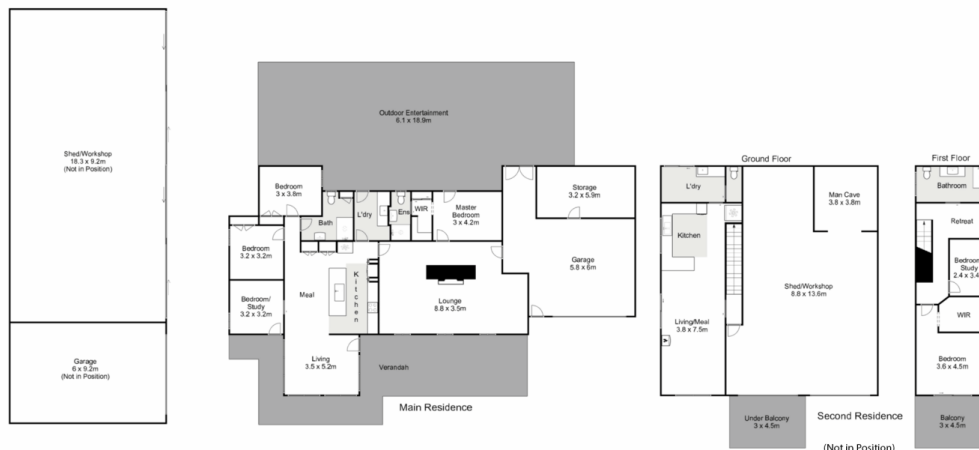 Shed/Workshop
18.3 x 9.2m
(Not in Position)
Garage
6 x 9.2m
(Not in Position)
Outdoor Entertainment
6.1 x 18.9m
Bedroom
3 x 3.8m
Bath
L'dry
Ens
WIR
Master
Bedroom
3 x 4.2m
Storage
3.2 x 5.9m
Bedroom
3.2 x 3.2m
Garage
5.8 x 6m
Meal
Kitchen
Lounge
8.8 x 3.5m
Bedroom/
Study
3.2 x 3.2m
Living
3.5 x 5.2m
Verandah
Main Residence
Ground Floor
L'dry
Man Cave
3.8 x 3.8m
Kitchen
Shed/Workshop
8.8 x 13.6m
Living/Meal
3.8 x 7.5m
Under Balcony
3 x 4.5m
Second Residence
(Not in Position)
First Floor
Bathroom
Retreat
Bedroom
Study
2.4 x 3.4
WIR
Bedroom
3.6 x 4.5m
Balcony
3 x 4.5m